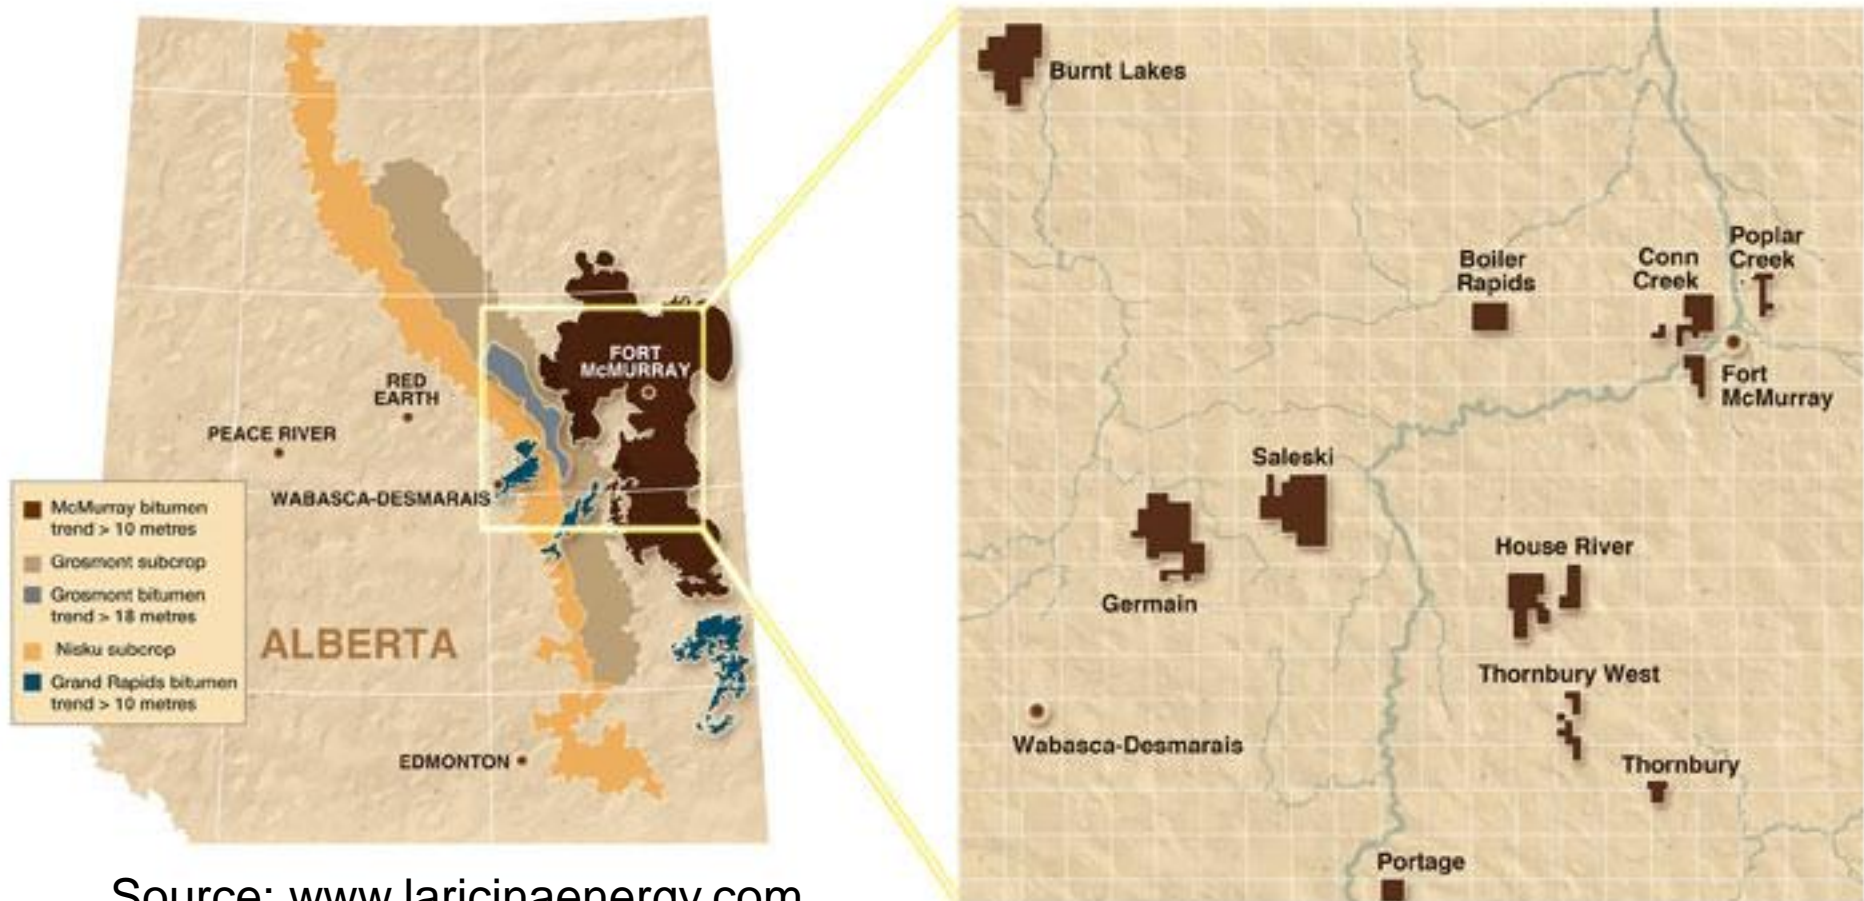 FORT
McMURRAY
RED
EARTH
PEACE RIVER
WABASCA-DESMARAIS
McMurray bitumen
trend > 10 metres
Grosmont subcrop
Grosmont bitumen
trend > 18 metres
Nisku subcrop
Grand Rapids bitumen
trend > 10 metres
ALBERTA
EDMONTON
Source: www.laricinaenergy.com
Burnt Lakes
Boiler
Rapids
Conn
Creek
Poplar
Creek
Fort
McMurray
Saleski
Germain
House River
Thornbury West
Wabasca-Desmarais
Thornbury
Portage